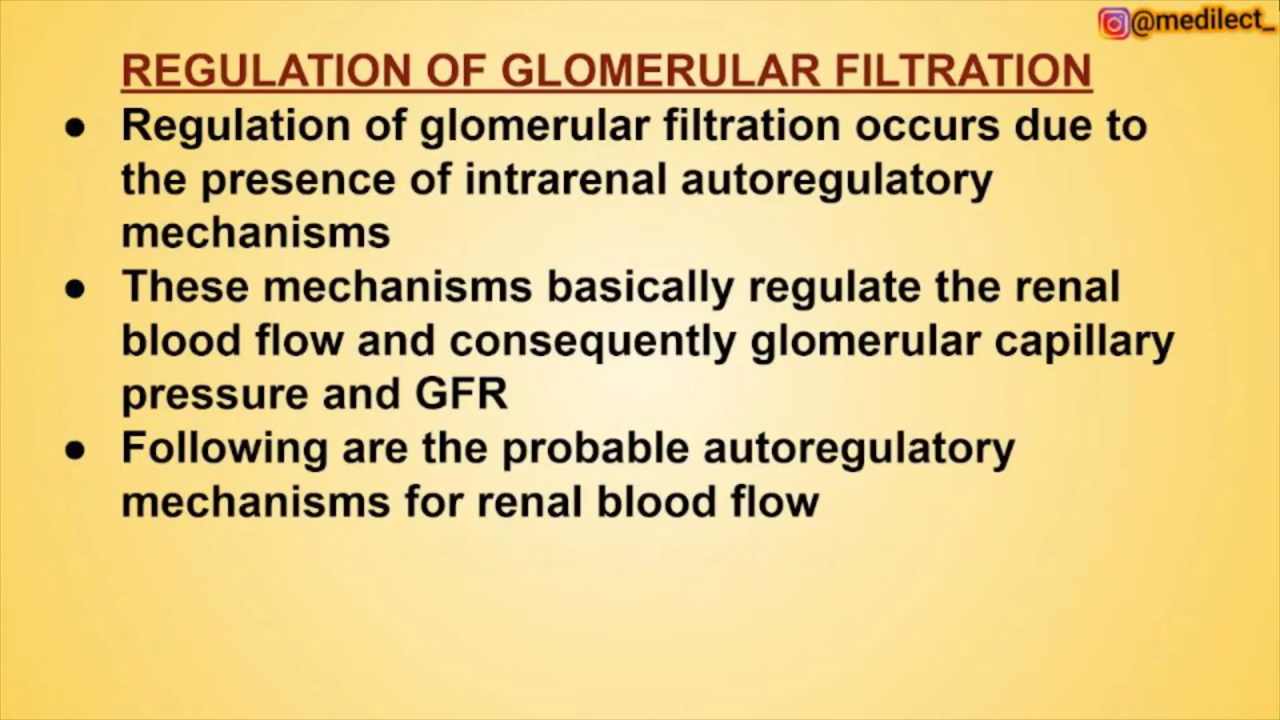 @medilect_
REGULATION OF GLOMERULAR FILTRATION
● Regulation of glomerular filtration occurs due to
the presence of intrarenal autoregulatory
mechanisms
● These mechanisms basically regulate the renal
blood flow and consequently glomerular capillary
pressure and GFR
● Following are the probable autoregulatory
mechanisms for renal blood flow